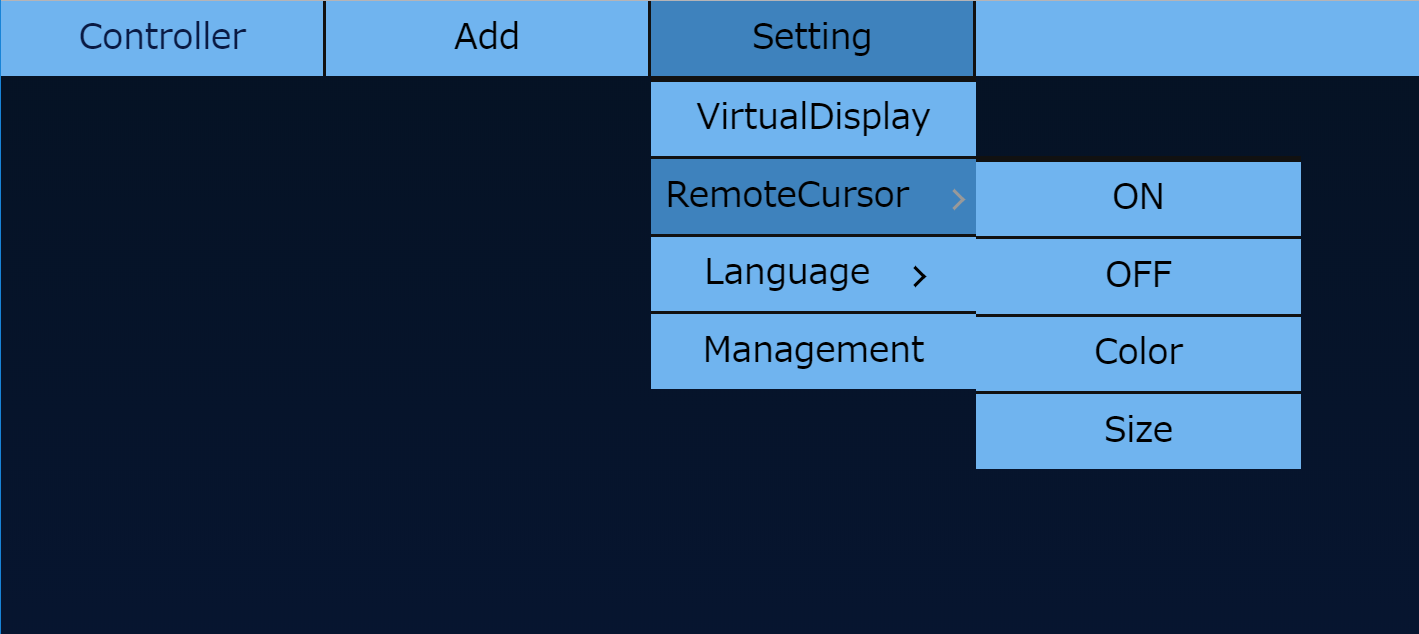 Controller
Add
Setting
VirtualDisplay
RemoteCursor
Language
Management
ON
OFF
Color
Size